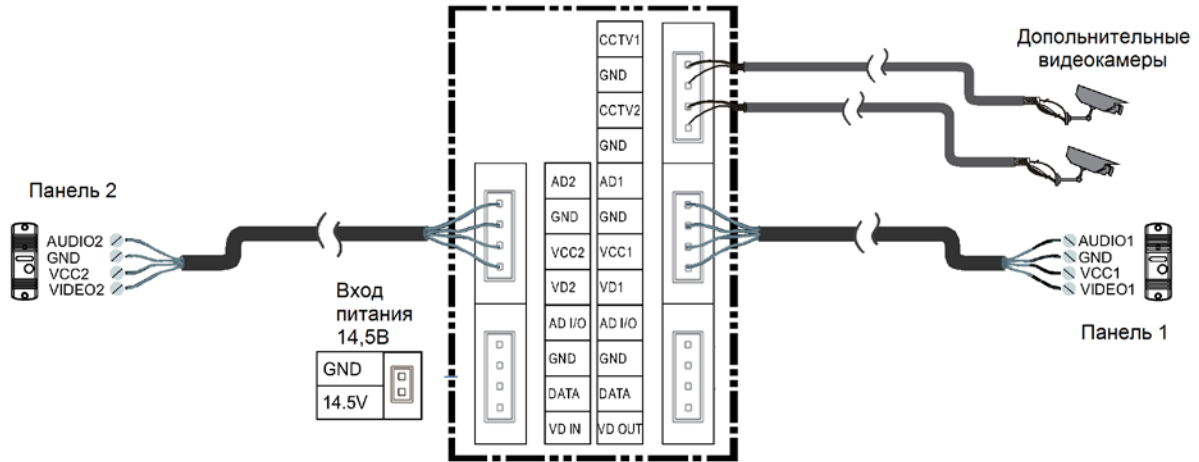 Дополнительные
видеокамеры
CCTV1
GND
CCTV2
GND
AD2 AD1
GND GND
VCC2 VCC1
VD2 VD1
AD I/O AD I/O
GND GND
DATA DATA
VD IN VD OUT
Панель 2
AUDIO2
GND
VCC2
VIDEO2
Вход
питания
14,5В
GND
14.5V
AUDIO1
GND
VCC1
VIDEO1
Панель 1